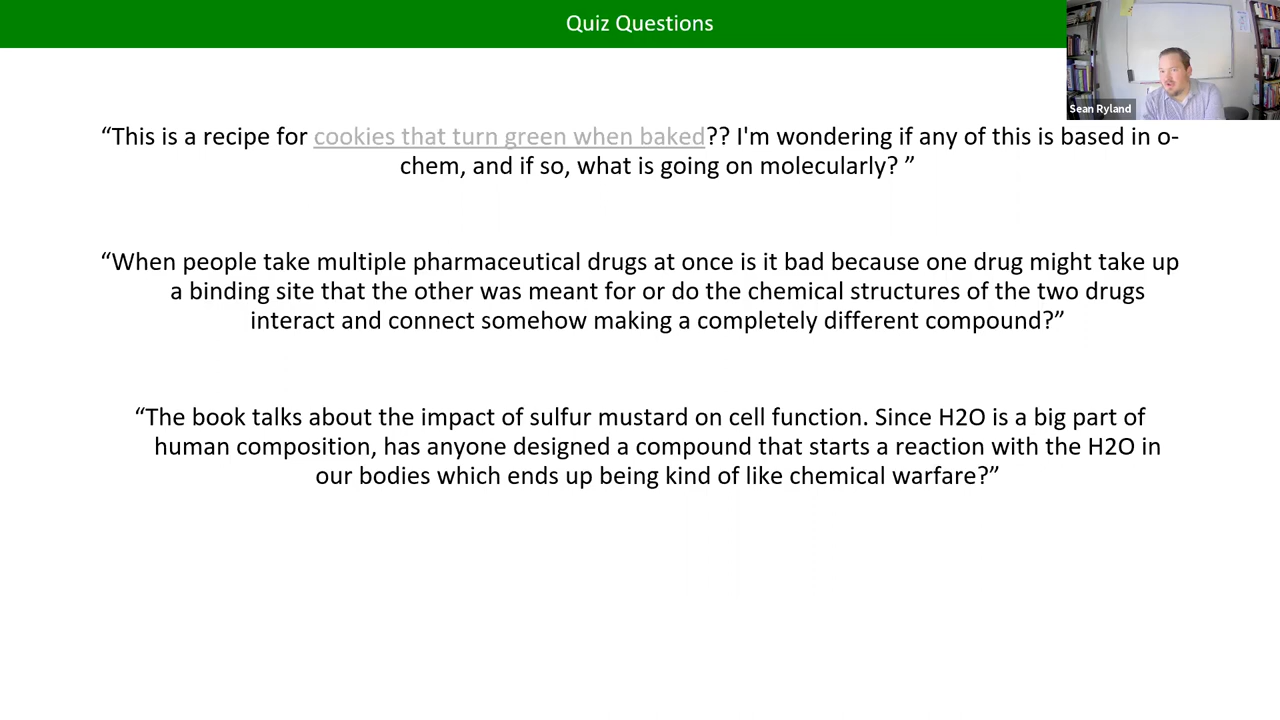 Quiz Questions
Sean Ryland
“This is a recipe for cookies that turn green when baked?? I'm wondering if any of this is based in o-
chem, and if so, what is going on molecularly? ”
“When people take multiple pharmaceutical drugs at once is it bad because one drug might take up
a binding site that the other was meant for or do the chemical structures of the two drugs
interact and connect somehow making a completely different compound?”
“The book talks about the impact of sulfur mustard on cell function. Since H2O is a big part of
human composition, has anyone designed a compound that starts a reaction with the H2O in
our bodies which ends up being kind of like chemical warfare?”